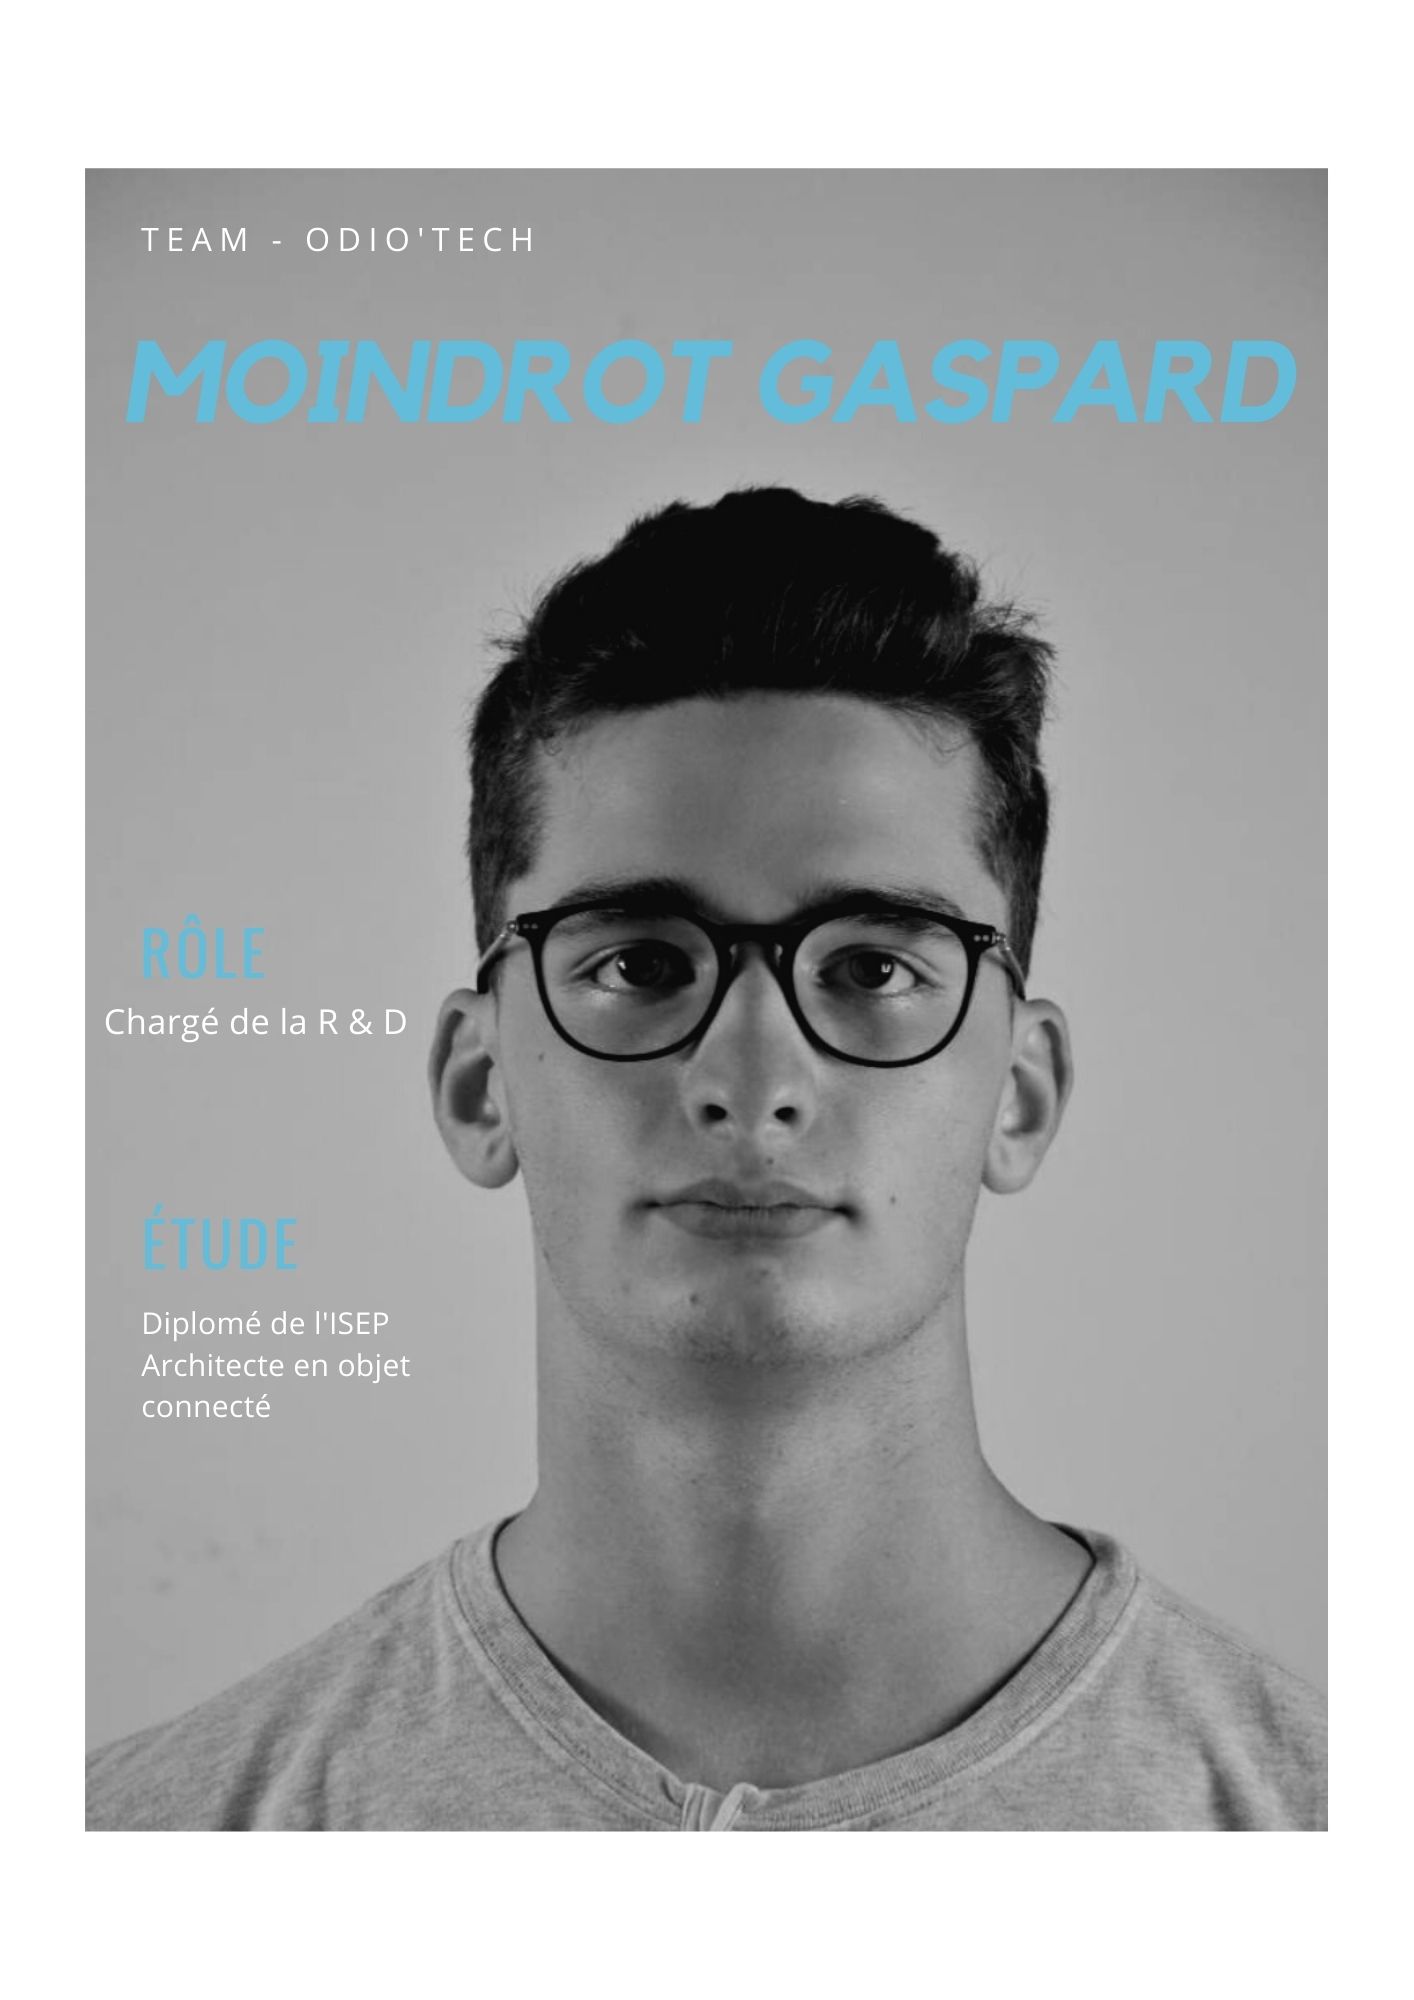 TEAM - ODIO'TECH
MOINDROT GASPARD
RÔLE
Chargé de la R & D
ÉTUDE
Diplomé de l'ISEP
Architecte en objet
connecté